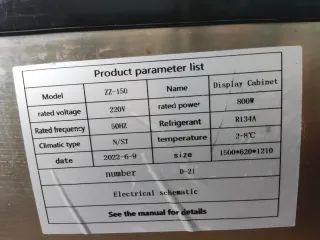 Product parameter list
Model ZZ-150 Name Display Cabinet
rated voltage 220V rated power 800W
Rated frequency 50HZ Refrigerant R134A
Climatic type N/ST temperature 2-8℃
date 2022-6-9 size 1500*620*1210
number D-21
Electrical schematic
See the manual for details